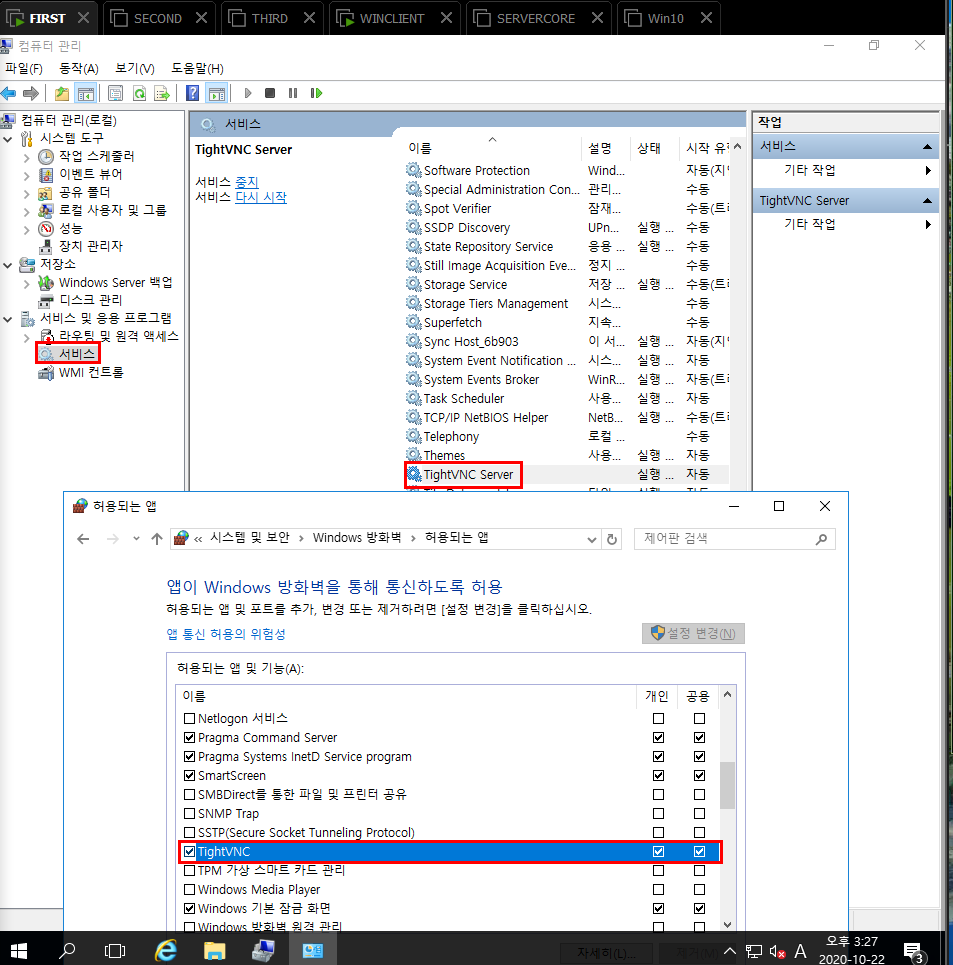 FIRST
SECOND
THIRD
WINCLIENT
SERVERCORE
Win10
컴퓨터 관리
파일(F) 동작(A) 보기(V) 도움말(H)
컴퓨터 관리(로컬)
시스템 도구
작업 스케줄러
이벤트 뷰어
공유 폴더
로컬 사용자 및 그룹
성능
장치 관리자
저장소
Windows Server 백업
디스크 관리
서비스 및 응용 프로그램
라우팅 및 원격 액세스
서비스
WMI 컨트롤
서비스
TightVNC Server
서비스 중지
서비스 다시 시작
이름 설명 상태 시작 유형
Software Protection Wind... 자동(지연
Special Administration Con... 관리... 수동
Spot Verifier 잠재... 수동(트리
SSDP Discovery UPn... 실행 ... 수동
State Repository Service 응용 ... 실행 ... 수동
Still Image Acquisition Eve... 정지 ... 수동
Storage Service 저장 ... 실행 ... 수동(트리
Storage Tiers Management 시스... 수동
Superfetch 지속... 수동
Sync Host_6b903 이 서... 실행 ... 자동(지연
System Event Notification ... 시스... 실행 ... 자동
System Events Broker WinR... 실행 ... 자동(트리
Task Scheduler 사용... 실행 ... 자동
TCP/IP NetBIOS Helper NetB... 실행 ... 수동(트리
Telephony 로컬 ... 수동
Themes 사용... 실행 ... 자동
TightVNC Server 실행 ... 자동
작업
서비스
기타 작업
TightVNC Server
기타 작업
허용되는 앱
« 시스템 및 보안 › Windows 방화벽 › 허용되는 앱
제어판 검색
앱이 Windows 방화벽을 통해 통신하도록 허용
허용되는 앱 및 포트를 추가, 변경 또는 제거하려면 [설정 변경]을 클릭하십시오.
앱 통신 허용의 위험성
설정 변경(N)
허용되는 앱 및 기능(A):
이름 개인 공용
Netlogon 서비스
Pragma Command Server
Pragma Systems InetD Service program
SmartScreen
SMBDirect를 통한 파일 및 프린터 공유
SNMP Trap
SSTP(Secure Socket Tunneling Protocol)
TightVNC
TPM 가상 스마트 카드 관리
Windows Media Player
Windows 기본 잠금 화면
Windows 방화벽 원격 관리
자세히(L)...
A
오후 3:27
2020-10-22
3